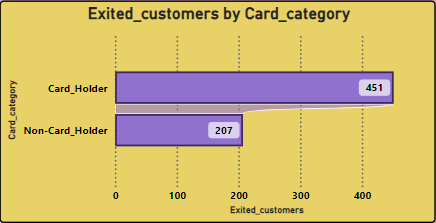 Exited_customers by Card_category
Card_category
Card_Holder
451
Non-Card_Holder
207
0
100
200
300
400
Exited_customers